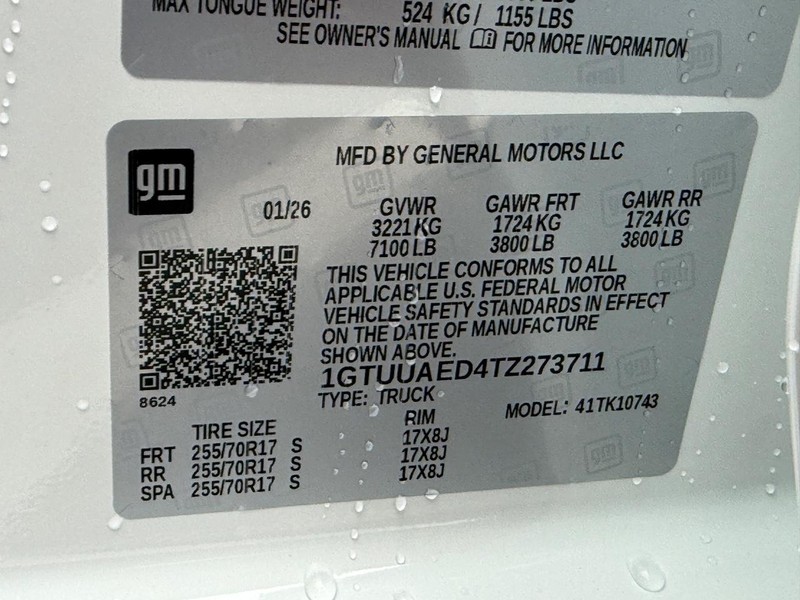 MAX TONGUE WEIGHT: 524 KG / 1155 LBS
SEE OWNER'S MANUAL FOR MORE INFORMATION
gm
MFD BY GENERAL MOTORS LLC
01/26
GVWR GAWR FRT GAWR RR
3221 KG 1724 KG 1724 KG
7100 LB 3800 LB 3800 LB
THIS VEHICLE CONFORMS TO ALL
APPLICABLE U.S. FEDERAL MOTOR
VEHICLE SAFETY STANDARDS IN EFFECT
ON THE DATE OF MANUFACTURE
SHOWN ABOVE.
1GTUUAED4TZ273711
8624
TYPE: TRUCK MODEL: 41TK10743
TIRE SIZE RIM
FRT 255/70R17 S 17X8J
RR 255/70R17 S 17X8J
SPA 255/70R17 S 17X8J